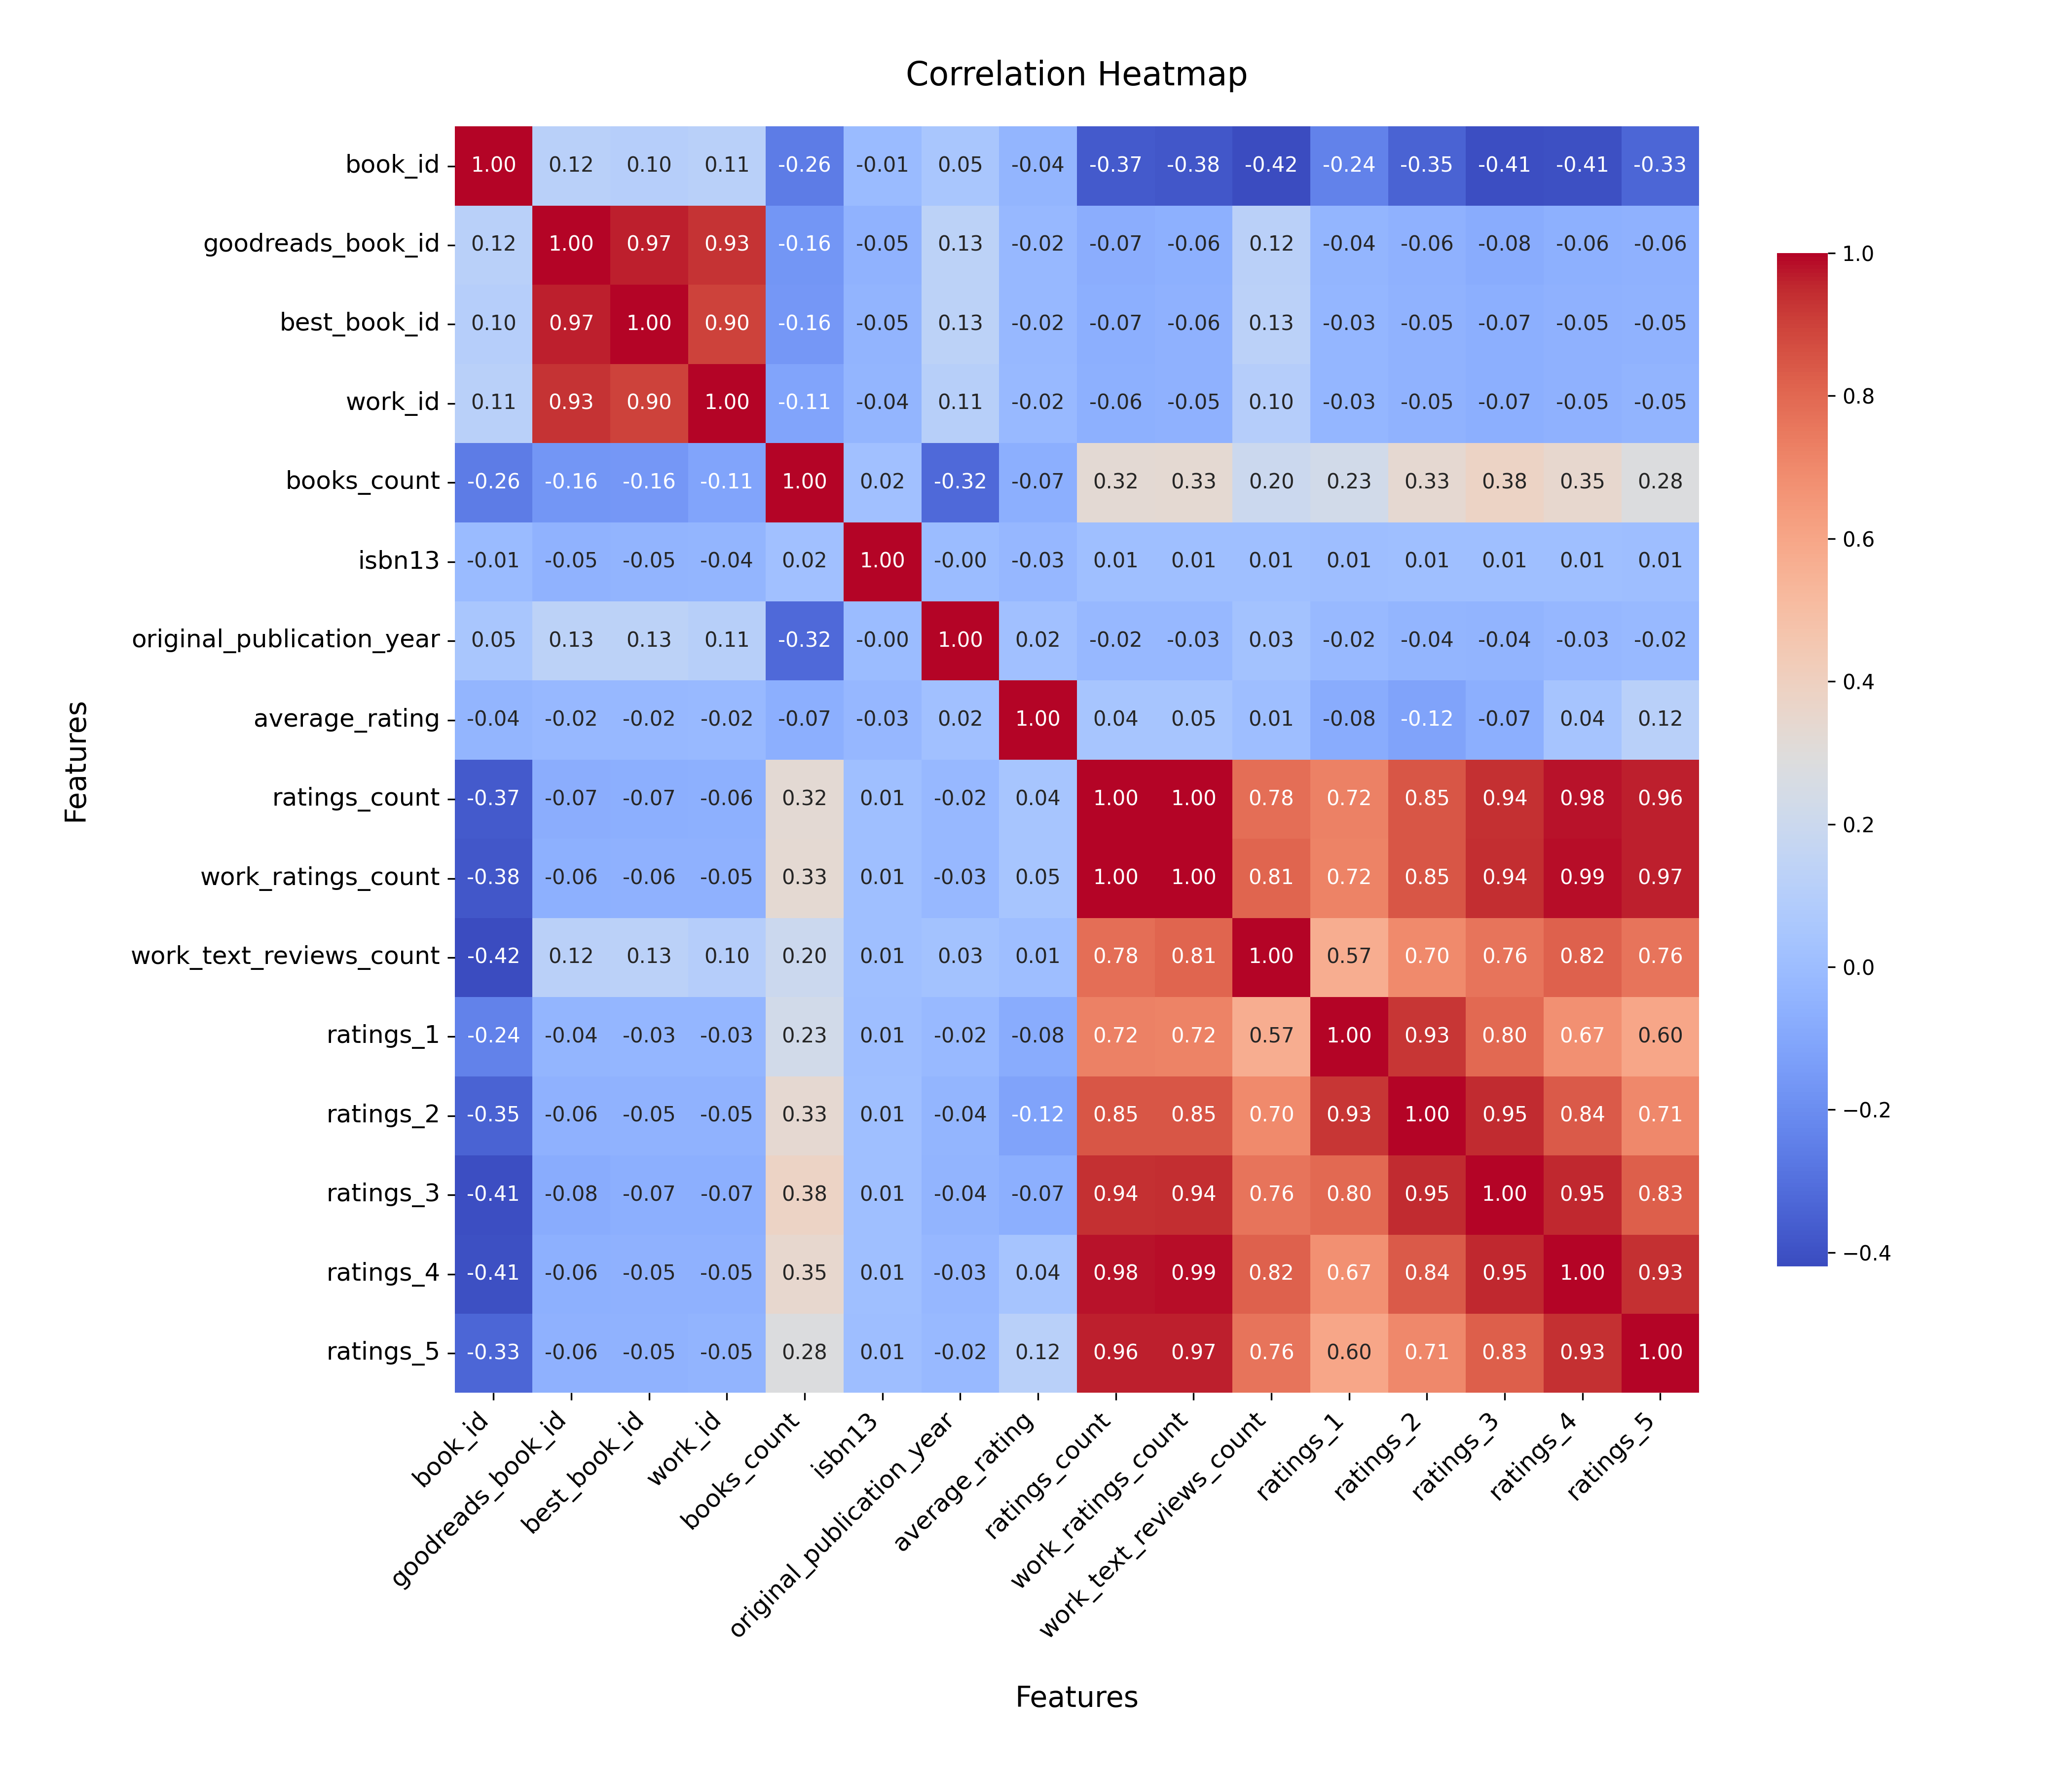 Correlation Heatmap
book_id 1.00 0.12 0.10 0.11 -0.26 -0.01 0.05 -0.04 -0.37 -0.38 -0.42 -0.24 -0.35 -0.41 -0.41 -0.33
goodreads_book_id 0.12 1.00 0.97 0.93 -0.16 -0.05 0.13 -0.02 -0.07 -0.06 0.12 -0.04 -0.06 -0.08 -0.06 -0.06
best_book_id 0.10 0.97 1.00 0.90 -0.16 -0.05 0.13 -0.02 -0.07 -0.06 0.13 -0.03 -0.05 -0.07 -0.05 -0.05
work_id 0.11 0.93 0.90 1.00 -0.11 -0.04 0.11 -0.02 -0.06 -0.05 0.10 -0.03 -0.05 -0.07 -0.05 -0.05
books_count -0.26 -0.16 -0.16 -0.11 1.00 0.02 -0.32 -0.07 0.32 0.33 0.20 0.23 0.33 0.38 0.35 0.28
isbn13 -0.01 -0.05 -0.05 -0.04 0.02 1.00 -0.00 -0.03 0.01 0.01 0.01 0.01 0.01 0.01 0.01 0.01
original_publication_year 0.05 0.13 0.13 0.11 -0.32 -0.00 1.00 0.02 -0.02 -0.03 0.03 -0.02 -0.04 -0.04 -0.03 -0.02
average_rating -0.04 -0.02 -0.02 -0.02 -0.07 -0.03 0.02 1.00 0.04 0.05 0.01 -0.08 -0.12 -0.07 0.04 0.12
ratings_count -0.37 -0.07 -0.07 -0.06 0.32 0.01 -0.02 0.04 1.00 1.00 0.78 0.72 0.85 0.94 0.98 0.96
work_ratings_count -0.38 -0.06 -0.06 -0.05 0.33 0.01 -0.03 0.05 1.00 1.00 0.81 0.72 0.85 0.94 0.99 0.97
work_text_reviews_count -0.42 0.12 0.13 0.10 0.20 0.01 0.03 0.01 0.78 0.81 1.00 0.57 0.70 0.76 0.82 0.76
ratings_1 -0.24 -0.04 -0.03 -0.03 0.23 0.01 -0.02 -0.08 0.72 0.72 0.57 1.00 0.93 0.80 0.67 0.60
ratings_2 -0.35 -0.06 -0.05 -0.05 0.33 0.01 -0.04 -0.12 0.85 0.85 0.70 0.93 1.00 0.95 0.84 0.71
ratings_3 -0.41 -0.08 -0.07 -0.07 0.38 0.01 -0.04 -0.07 0.94 0.94 0.76 0.80 0.95 1.00 0.95 0.83
ratings_4 -0.41 -0.06 -0.05 -0.05 0.35 0.01 -0.03 0.04 0.98 0.99 0.82 0.67 0.84 0.95 1.00 0.93
ratings_5 -0.33 -0.06 -0.05 -0.05 0.28 0.01 -0.02 0.12 0.96 0.97 0.76 0.60 0.71 0.83 0.93 1.00
Features
book_id
goodreads_book_id
best_book_id
work_id
books_count
isbn13
original_publication_year
average_rating
ratings_count
work_ratings_count
work_text_reviews_count
ratings_1
ratings_2
ratings_3
ratings_4
ratings_5
Features
1.0
0.8
0.6
0.4
0.2
0.0
−0.2
−0.4